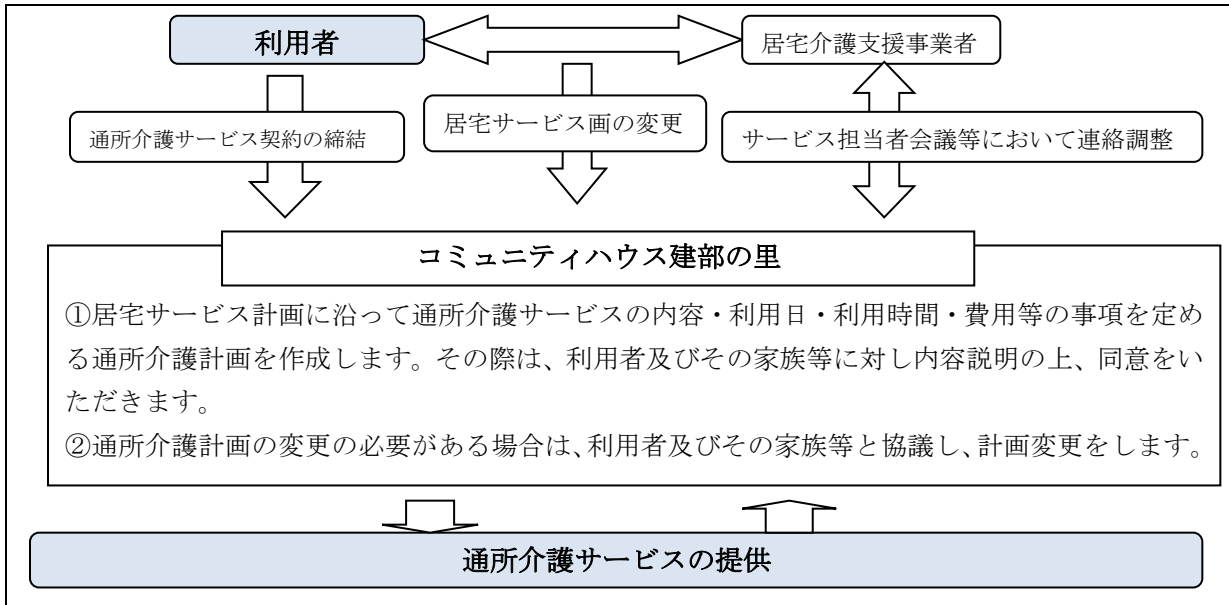 利用者
居宅介護支援事業者
通所介護サービス契約の締結
居宅サービス画の変更
サービス担当者会議等において連絡調整
コミュニティハウス建部の里
①居宅サービス計画に沿って通所介護サービスの内容・利用日・利用時間・費用等の事項を定め
る通所介護計画を作成します。その際は、利用者及びその家族等に対し内容説明の上、同意をい
ただきます。
②通所介護計画の変更の必要がある場合は、利用者及びその家族等と協議し、計画変更をします。
通所介護サービスの提供